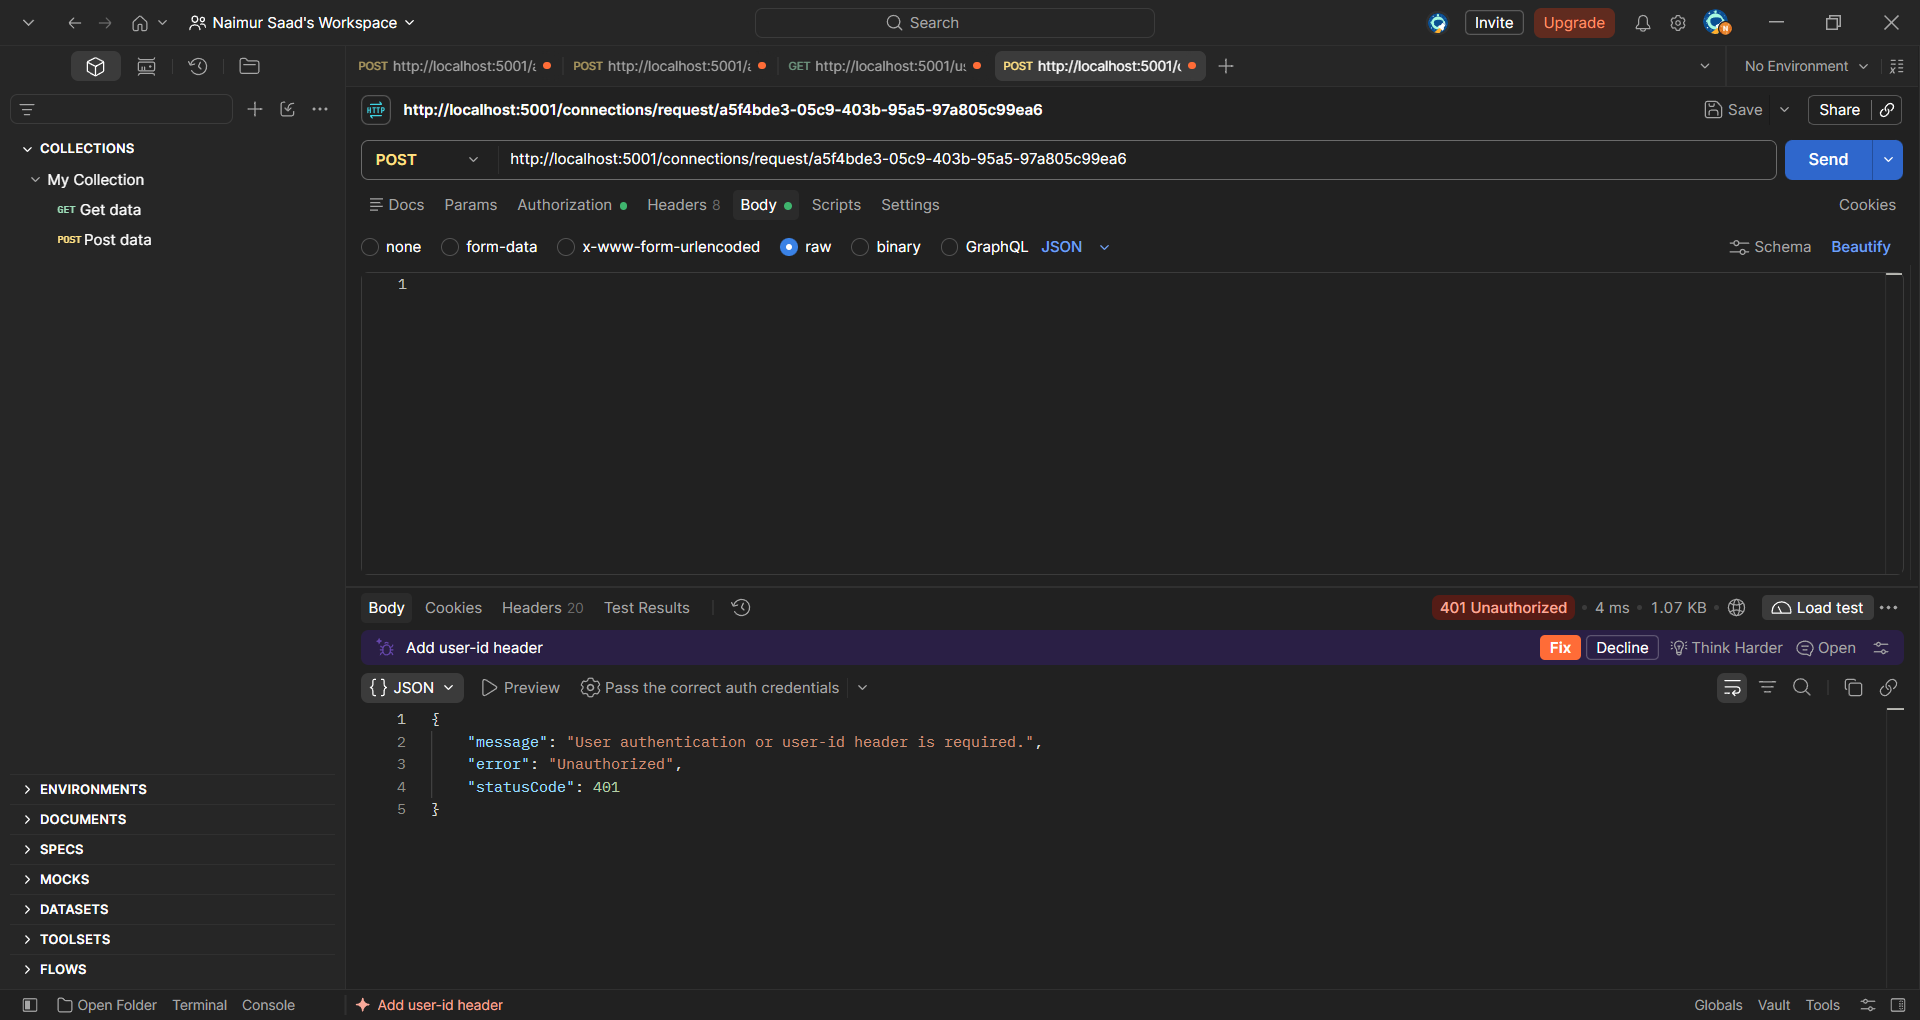 Naimur Saad's Workspace
Search
Invite
Upgrade
POST http://localhost:5001/
POST http://localhost:5001/
GET http://localhost:5001/us
POST http://localhost:5001/
No Environment
HTTP
http://localhost:5001/connections/request/a5f4bde3-05c9-403b-95a5-97a805c99ea6
Save
Share
COLLECTIONS
My Collection
GET Get data
POST Post data
POST
http://localhost:5001/connections/request/a5f4bde3-05c9-403b-95a5-97a805c99ea6
Send
Docs
Params
Authorization
Headers 8
Body
Scripts
Settings
Cookies
none
form-data
x-www-form-urlencoded
raw
binary
GraphQL
JSON
Schema
Beautify
1
Body
Cookies
Headers 20
Test Results
401 Unauthorized
4 ms
1.07 KB
Load test
Add user-id header
Fix
Decline
Think Harder
Open
{} JSON
Preview
Pass the correct auth credentials
1 {
2 "message": "User authentication or user-id header is required.",
3 "error": "Unauthorized",
4 "statusCode": 401
5 }
ENVIRONMENTS
DOCUMENTS
SPECS
MOCKS
DATASETS
TOOLSETS
FLOWS
Open Folder
Terminal
Console
Add user-id header
Globals
Vault
Tools